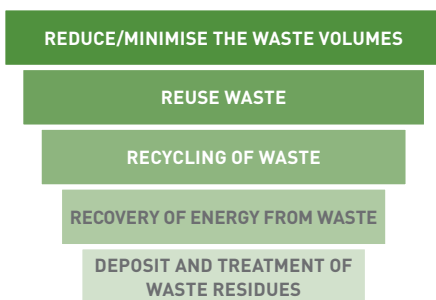 REDUCE/MINIMISE THE WASTE VOLUMES
REUSE WASTE
RECYCLING OF WASTE
RECOVERY OF ENERGY FROM WASTE
DEPOSIT AND TREATMENT OF
WASTE RESIDUES